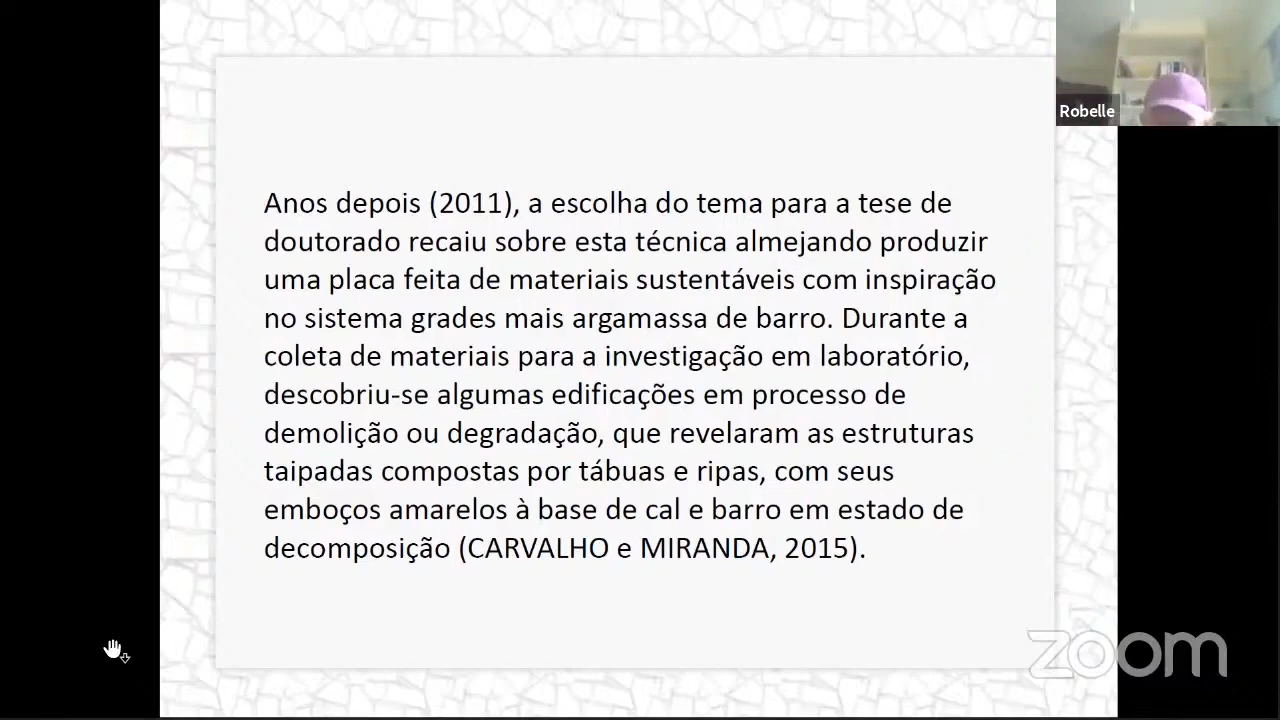 Robelle
Anos depois (2011), a escolha do tema para a tese de
doutorado recaiu sobre esta técnica almejando produzir
uma placa feita de materiais sustentáveis com inspiração
no sistema grades mais argamassa de barro. Durante a
coleta de materiais para a investigação em laboratório,
descobriu-se algumas edificações em processo de
demolição ou degradação, que revelaram as estruturas
taipadas compostas por tábuas e ripas, com seus
emboços amarelos à base de cal e barro em estado de
decomposição (CARVALHO e MIRANDA, 2015).
zoom